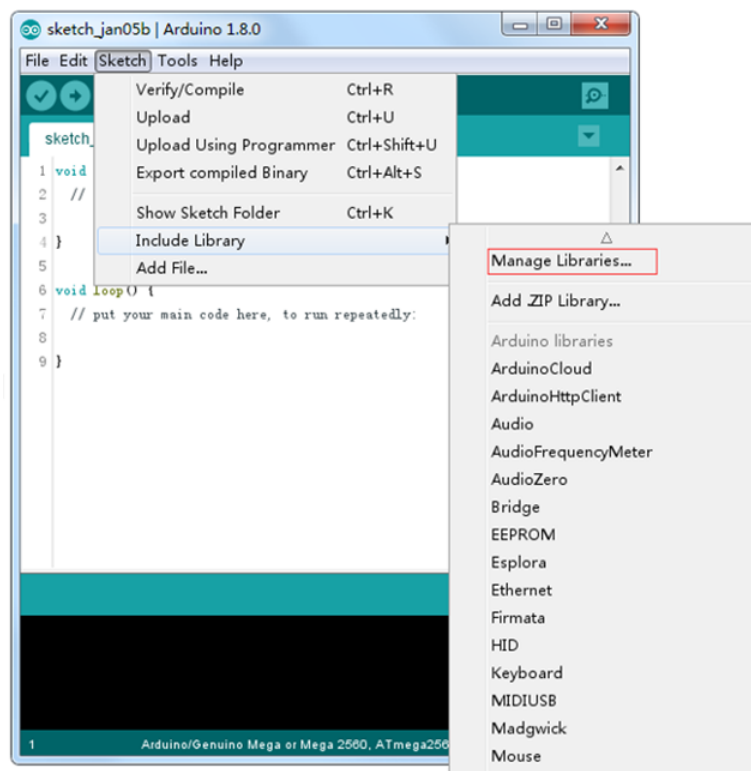 sketch_jan05b | Arduino 1.8.0
File Edit Sketch Tools Help
Verify/Compile Ctrl+R
Upload Ctrl+U
Upload Using Programmer Ctrl+Shift+U
Export compiled Binary Ctrl+Alt+S
Show Sketch Folder Ctrl+K
Include Library
Add File...
sketch_
1 void
2 //
3
4 }
5
6 void loop() {
7 // put your main code here, to run repeatedly:
8
9 }
Manage Libraries...
Add .ZIP Library...
Arduino libraries
ArduinoCloud
ArduinoHttpClient
Audio
AudioFrequencyMeter
AudioZero
Bridge
EEPROM
Esplora
Ethernet
Firmata
HID
Keyboard
MIDIUSB
Madgwick
Mouse
1 Arduino/Genuino Mega or Mega 2560, ATmega256